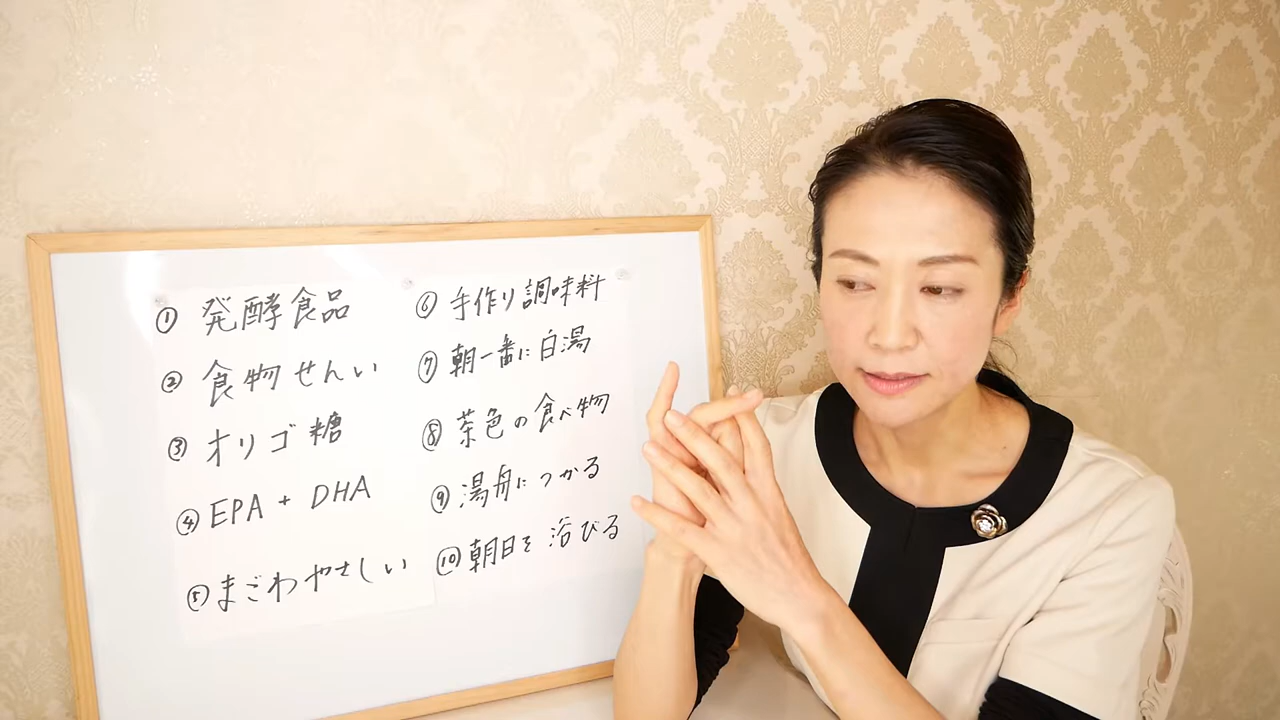 ① 発酵食品
② 食物せんい
③ オリゴ糖
④ EPA + DHA
⑤ まごわやさしい
⑥ 手作り調味料
⑦ 朝一番に白湯
⑧ 茶色の食べ物
⑨ 湯舟につかる
⑩ 朝日を浴びる